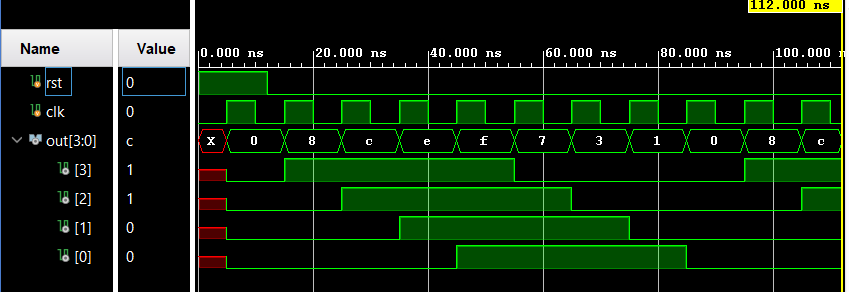 112.000 ns
Name Value
0.000 ns 20.000 ns 40.000 ns 60.000 ns 80.000 ns 100.000
rst 0
clk 0
out[3:0] c X 0 8 c e f 7 3 1 0 8 c
[3] 1
[2] 1
[1] 0
[0] 0